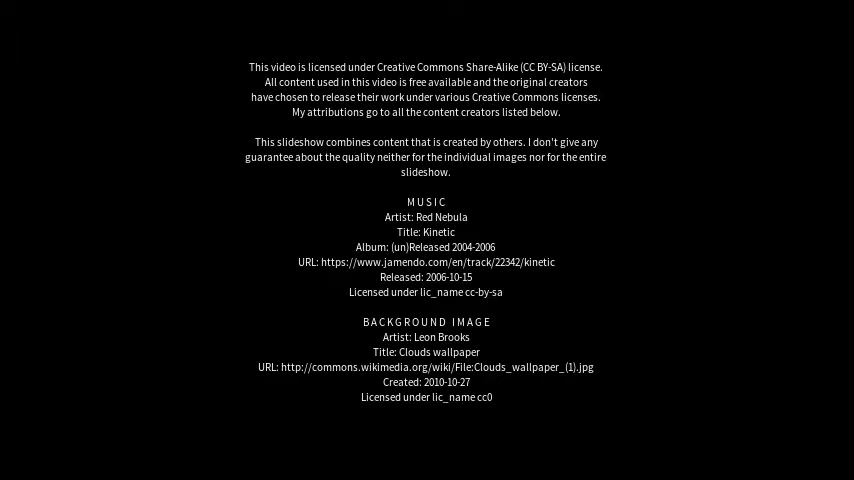 This video is licensed under Creative Commons Share-Alike (CC BY-SA) license.
All content used in this video is free available and the original creators
have chosen to release their work under various Creative Commons licenses.
My attributions go to all the content creators listed below.
This slideshow combines content that is created by others. I don't give any
guarantee about the quality neither for the individual images nor for the entire
slideshow.
M U S I C
Artist: Red Nebula
Title: Kinetic
Album: (un)Released 2004-2006
URL: https://www.jamendo.com/en/track/22342/kinetic
Released: 2006-10-15
Licensed under lic_name cc-by-sa
B A C K G R O U N D   I M A G E
Artist: Leon Brooks
Title: Clouds wallpaper
URL: http://commons.wikimedia.org/wiki/File:Clouds_wallpaper_(1).jpg
Created: 2010-10-27
Licensed under lic_name cc0